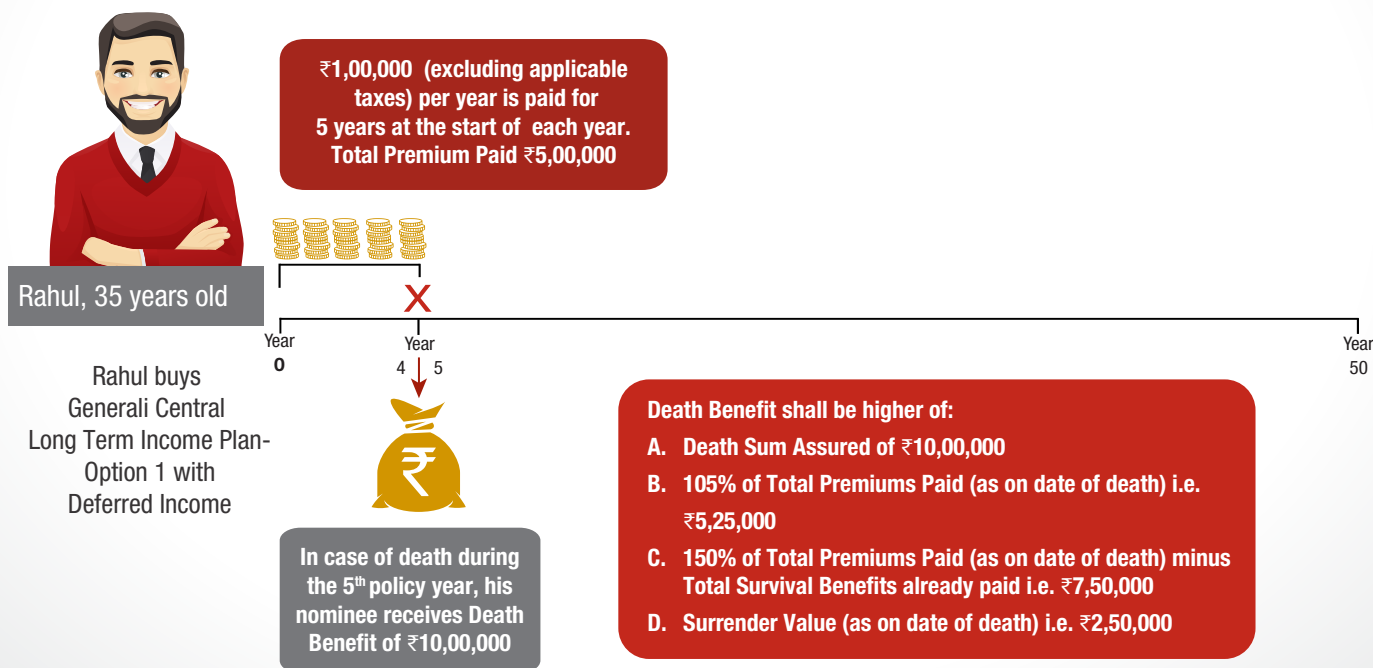 ₹1,00,000 (excluding applicable
taxes) per year is paid for
5 years at the start of each year.
Total Premium Paid ₹5,00,000
Rahul, 35 years old
X
Year
0
Year
4 5
Year
50
Rahul buys
Generali Central
Long Term Income Plan-
Option 1 with
Deferred Income
₹
In case of death during
the 5th policy year, his
nominee receives Death
Benefit of ₹10,00,000
Death Benefit shall be higher of:
A. Death Sum Assured of ₹10,00,000
B. 105% of Total Premiums Paid (as on date of death) i.e.
₹5,25,000
C. 150% of Total Premiums Paid (as on date of death) minus
Total Survival Benefits already paid i.e. ₹7,50,000
D. Surrender Value (as on date of death) i.e. ₹2,50,000